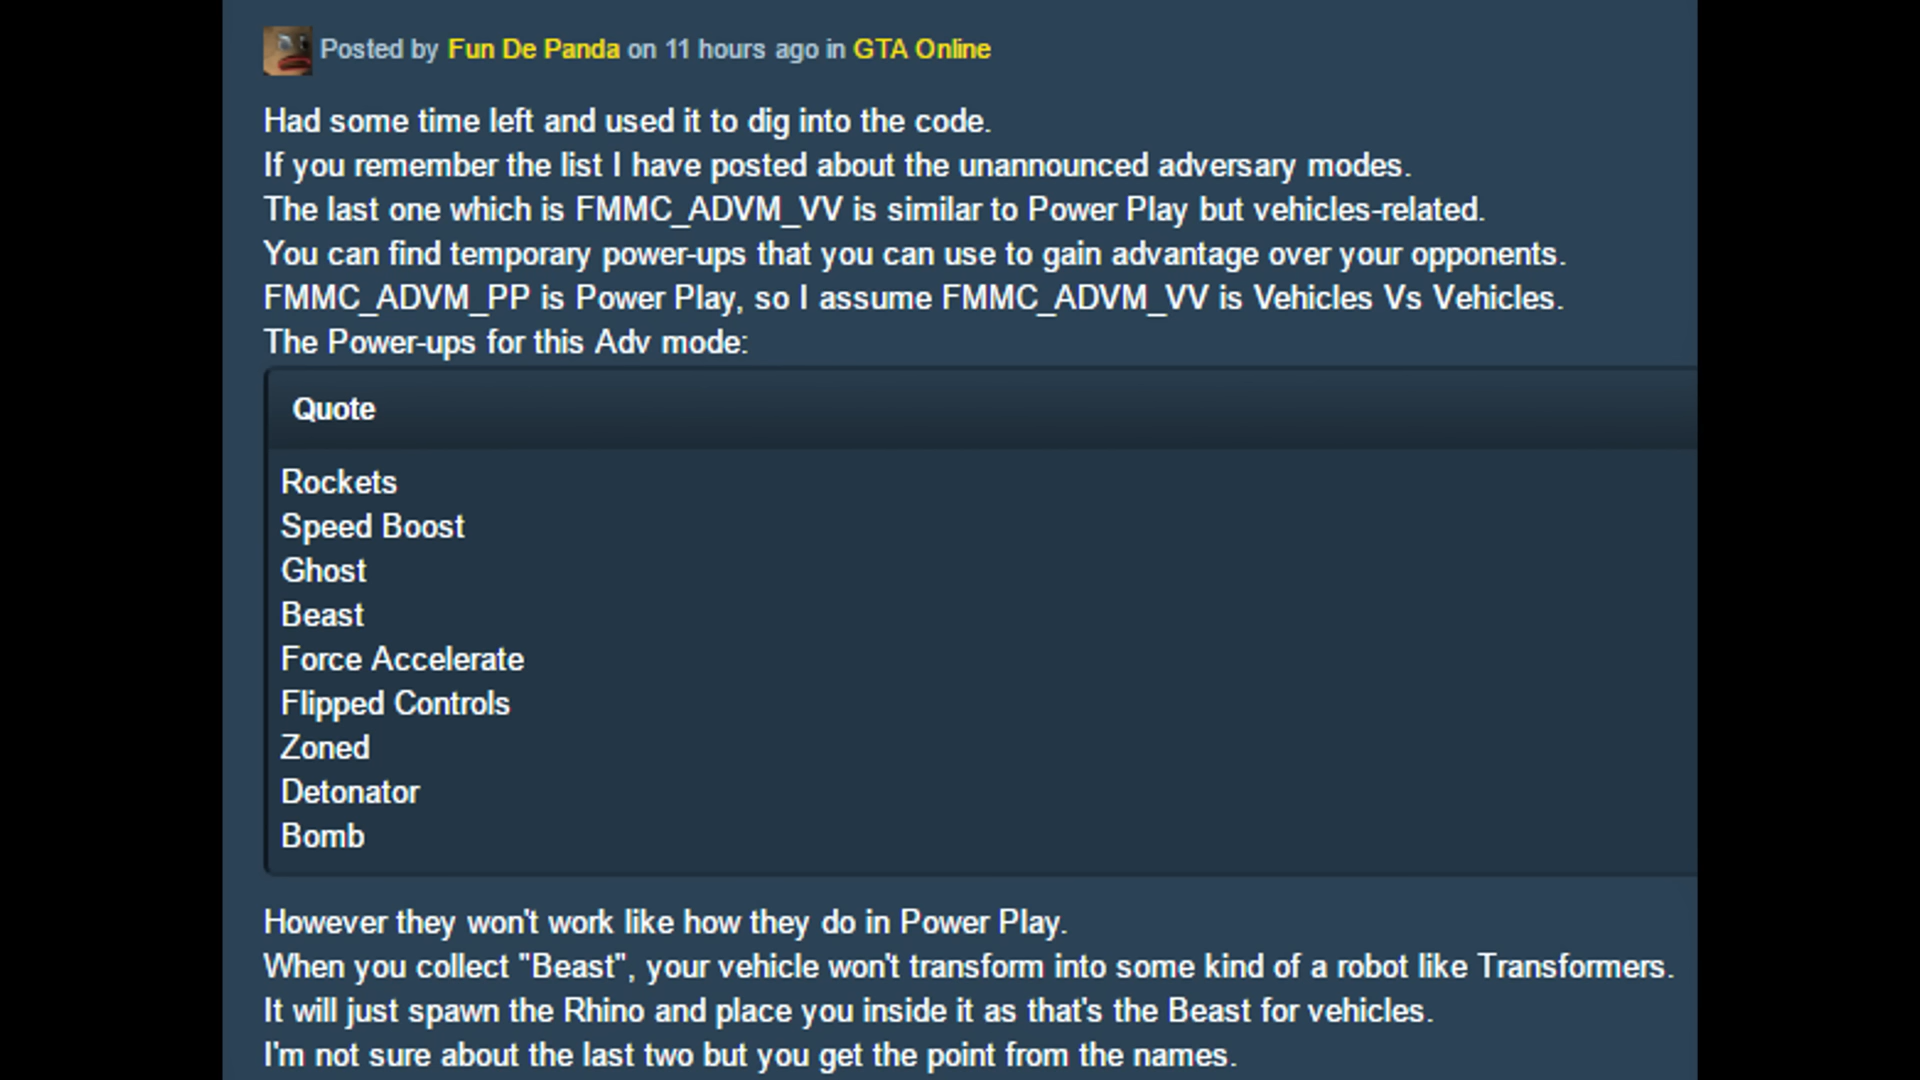 Posted by Fun De Panda on 11 hours ago in GTA Online
Had some time left and used it to dig into the code.
If you remember the list I have posted about the unannounced adversary modes.
The last one which is FMMC_ADVM_VV is similar to Power Play but vehicles-related.
You can find temporary power-ups that you can use to gain advantage over your opponents.
FMMC_ADVM_PP is Power Play, so I assume FMMC_ADVM_VV is Vehicles Vs Vehicles.
The Power-ups for this Adv mode:
Quote
Rockets
Speed Boost
Ghost
Beast
Force Accelerate
Flipped Controls
Zoned
Detonator
Bomb
However they won't work like how they do in Power Play.
When you collect "Beast", your vehicle won't transform into some kind of a robot like Transformers.
It will just spawn the Rhino and place you inside it as that's the Beast for vehicles.
I'm not sure about the last two but you get the point from the names.